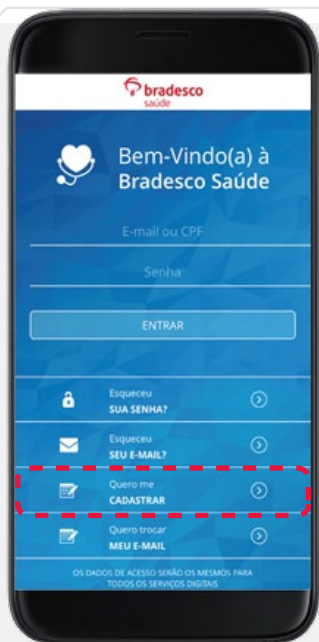 bradesco
saúde
Bem-Vindo(a) à
Bradesco Saúde
E-mail ou CPF
Senha
ENTRAR
Esqueceu
SUA SENHA?
Esqueceu
SEU E-MAIL?
Quero me
CADASTRAR
Quero trocar
MEU E-MAIL
OS DADOS DE ACESSO SERÃO OS MESMOS PARA
TODOS OS SERVIÇOS DIGITAIS